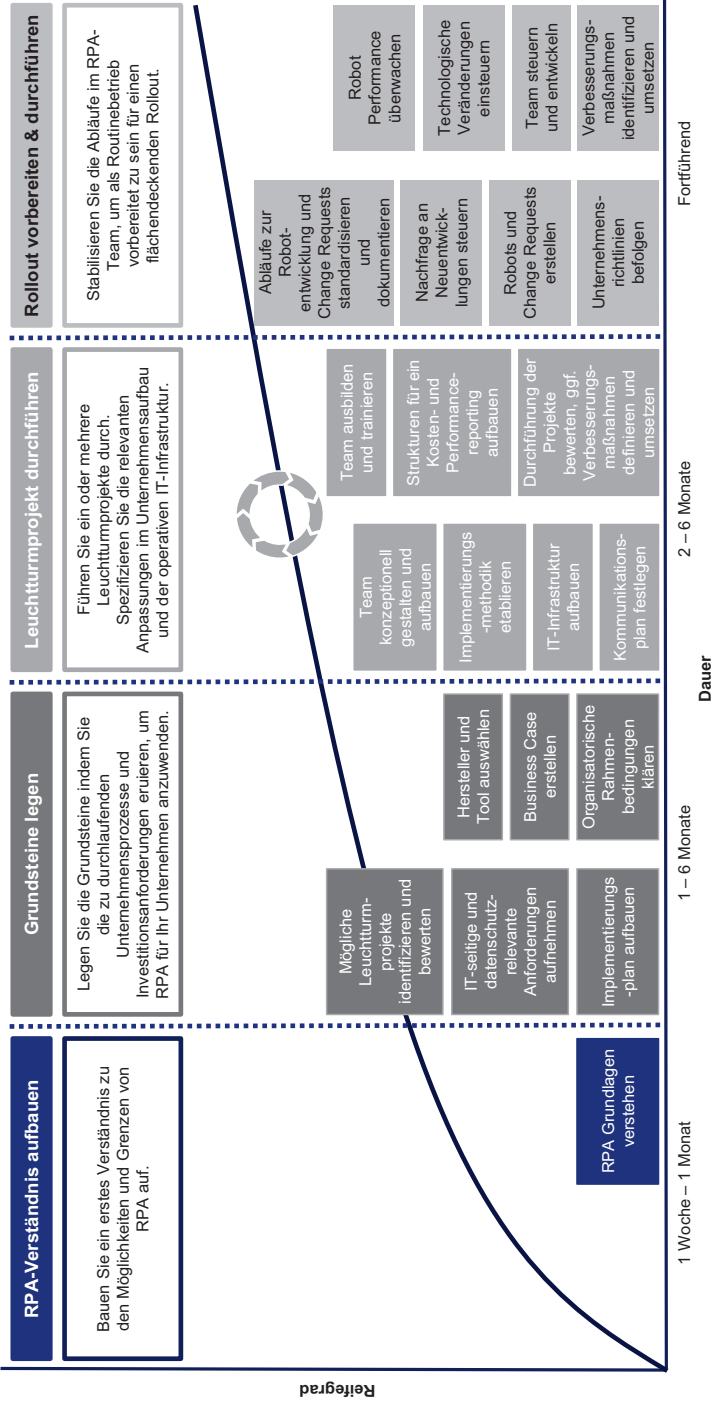 Reifegrad
RPA-Verständnis aufbauen
Bauen Sie ein erstes Verständnis zu
den Möglichkeiten und Grenzen von
RPA auf.
RPA Grundlagen
verstehen
1 Woche – 1 Monat
Grundsteine legen
Legen Sie die Grundsteine indem Sie
die zu durchlaufenden
Unternehmensprozesse und
Investitionsanforderungen eruieren, um
RPA für Ihr Unternehmen anzuwenden.
Mögliche
Leuchtturm-
projekte
identifizieren und
bewerten
IT-seitige und
datenschutz-
relevante
Anforderungen
aufnehmen
Implementierungs
-plan aufbauen
Hersteller und
Tool auswählen
Business Case
erstellen
Organisatorische
Rahmen-
bedingungen
klären
1 – 6 Monate
Leuchtturmprojekt durchführen
Führen Sie ein oder mehrere
Leuchtturmprojekte durch.
Spezifizieren Sie die relevanten
Anpassungen im Unternehmensaufbau
und der operativen IT-Infrastruktur.
Team
konzeptionell
gestalten und
aufbauen
Implementierungs
-methodik
etablieren
IT-Infrastruktur
aufbauen
Kommunikations-
plan festlegen
Team ausbilden
und trainieren
Strukturen für ein
Kosten- und
Performance-
reporting
aufbauen
Durchführung der
Projekte
bewerten, ggf.
Verbesserungs-
maßnahmen
definieren und
umsetzen
2 – 6 Monate
Rollout vorbereiten & durchführen
Stabilisieren Sie die Abläufe im RPA-
Team, um als Routinebetrieb
vorbereitet zu sein für einen
flächendeckenden Rollout.
Abläufe zur
Robot-
entwicklung und
Change Requests
standardisieren
und
dokumentieren
Nachfrage an
Neuentwick-
lungen steuern
Robots und
Change Requests
erstellen
Unternehmens-
richtlinien
befolgen
Robot
Performance
überwachen
Technologische
Veränderungen
einsteuern
Team steuern
und entwickeln
Verbesserungs-
maßnahmen
identifizieren und
umsetzen
Fortführend
Dauer